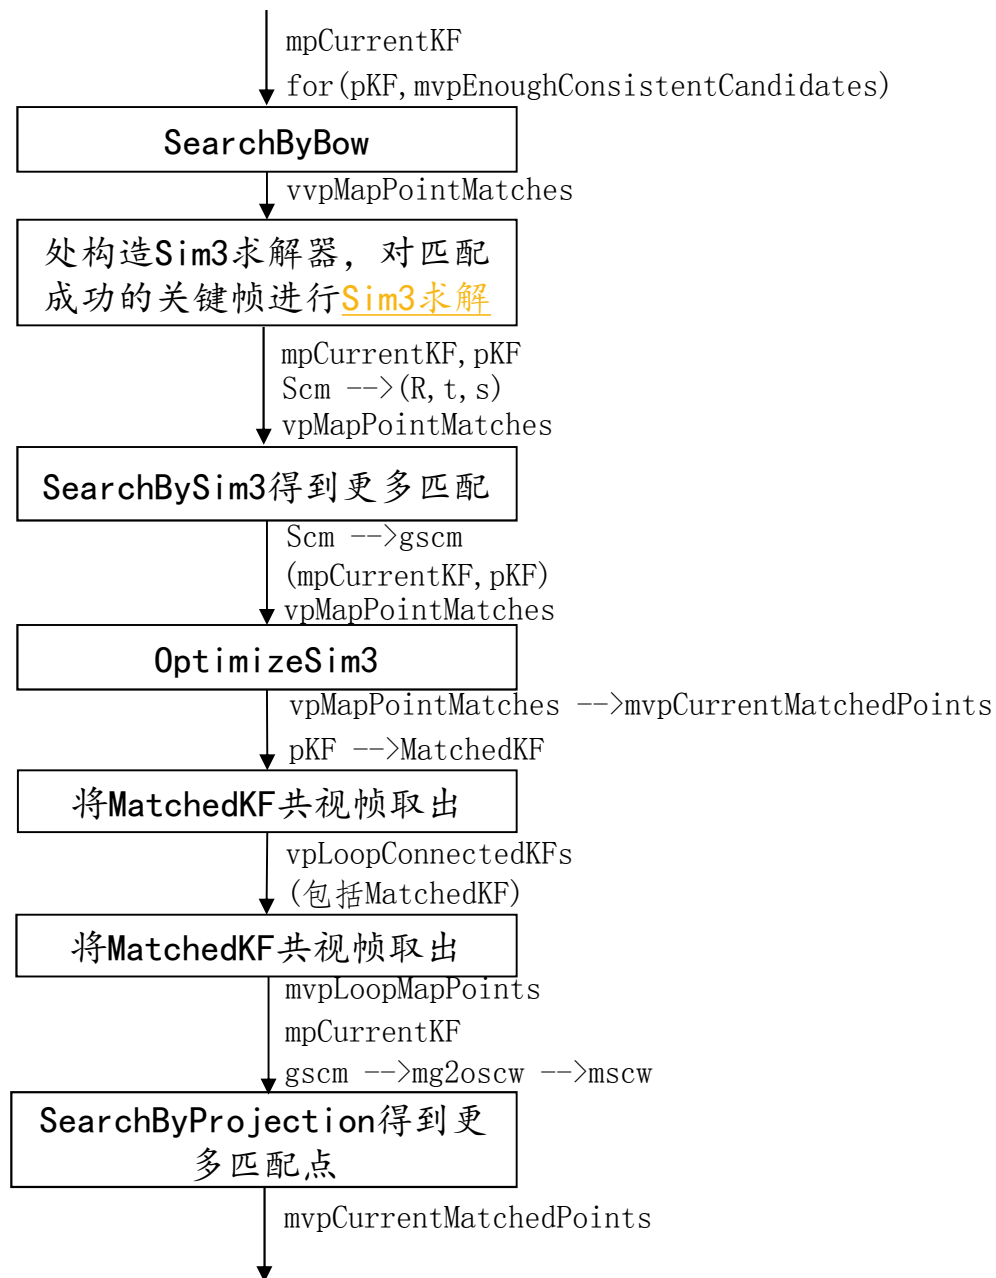 mpCurrentKF
for(pKF,mvpEnoughConsistentCandidates)
SearchByBow
vvpMapPointMatches
处构造Sim3求解器，对匹配
成功的关键帧进行Sim3求解
mpCurrentKF,pKF
Scm -->(R,t,s)
vpMapPointMatches
SearchBySim3得到更多匹配
Scm -->gscm
(mpCurrentKF,pKF)
vpMapPointMatches
OptimizeSim3
vpMapPointMatches -->mvpCurrentMatchedPoints
pKF -->MatchedKF
将MatchedKF共视帧取出
vpLoopConnectedKFs
(包括MatchedKF)
将MatchedKF共视帧取出
mvpLoopMapPoints
mpCurrentKF
gscm -->mg2oscw -->mscw
SearchByProjection得到更
多匹配点
mvpCurrentMatchedPoints